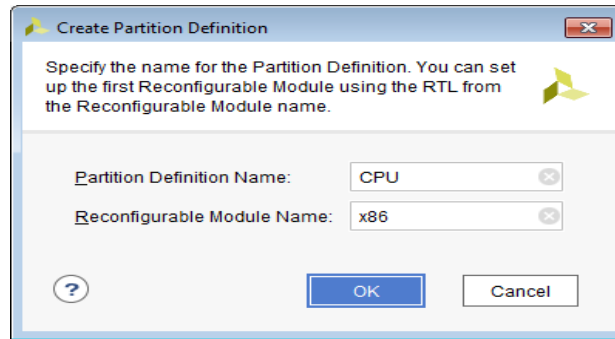 Create Partition Definition
Specify the name for the Partition Definition. You can set
up the first Reconfigurable Module using the RTL from
the Reconfigurable Module name.
Partition Definition Name: CPU
Reconfigurable Module Name: x86
? OK Cancel